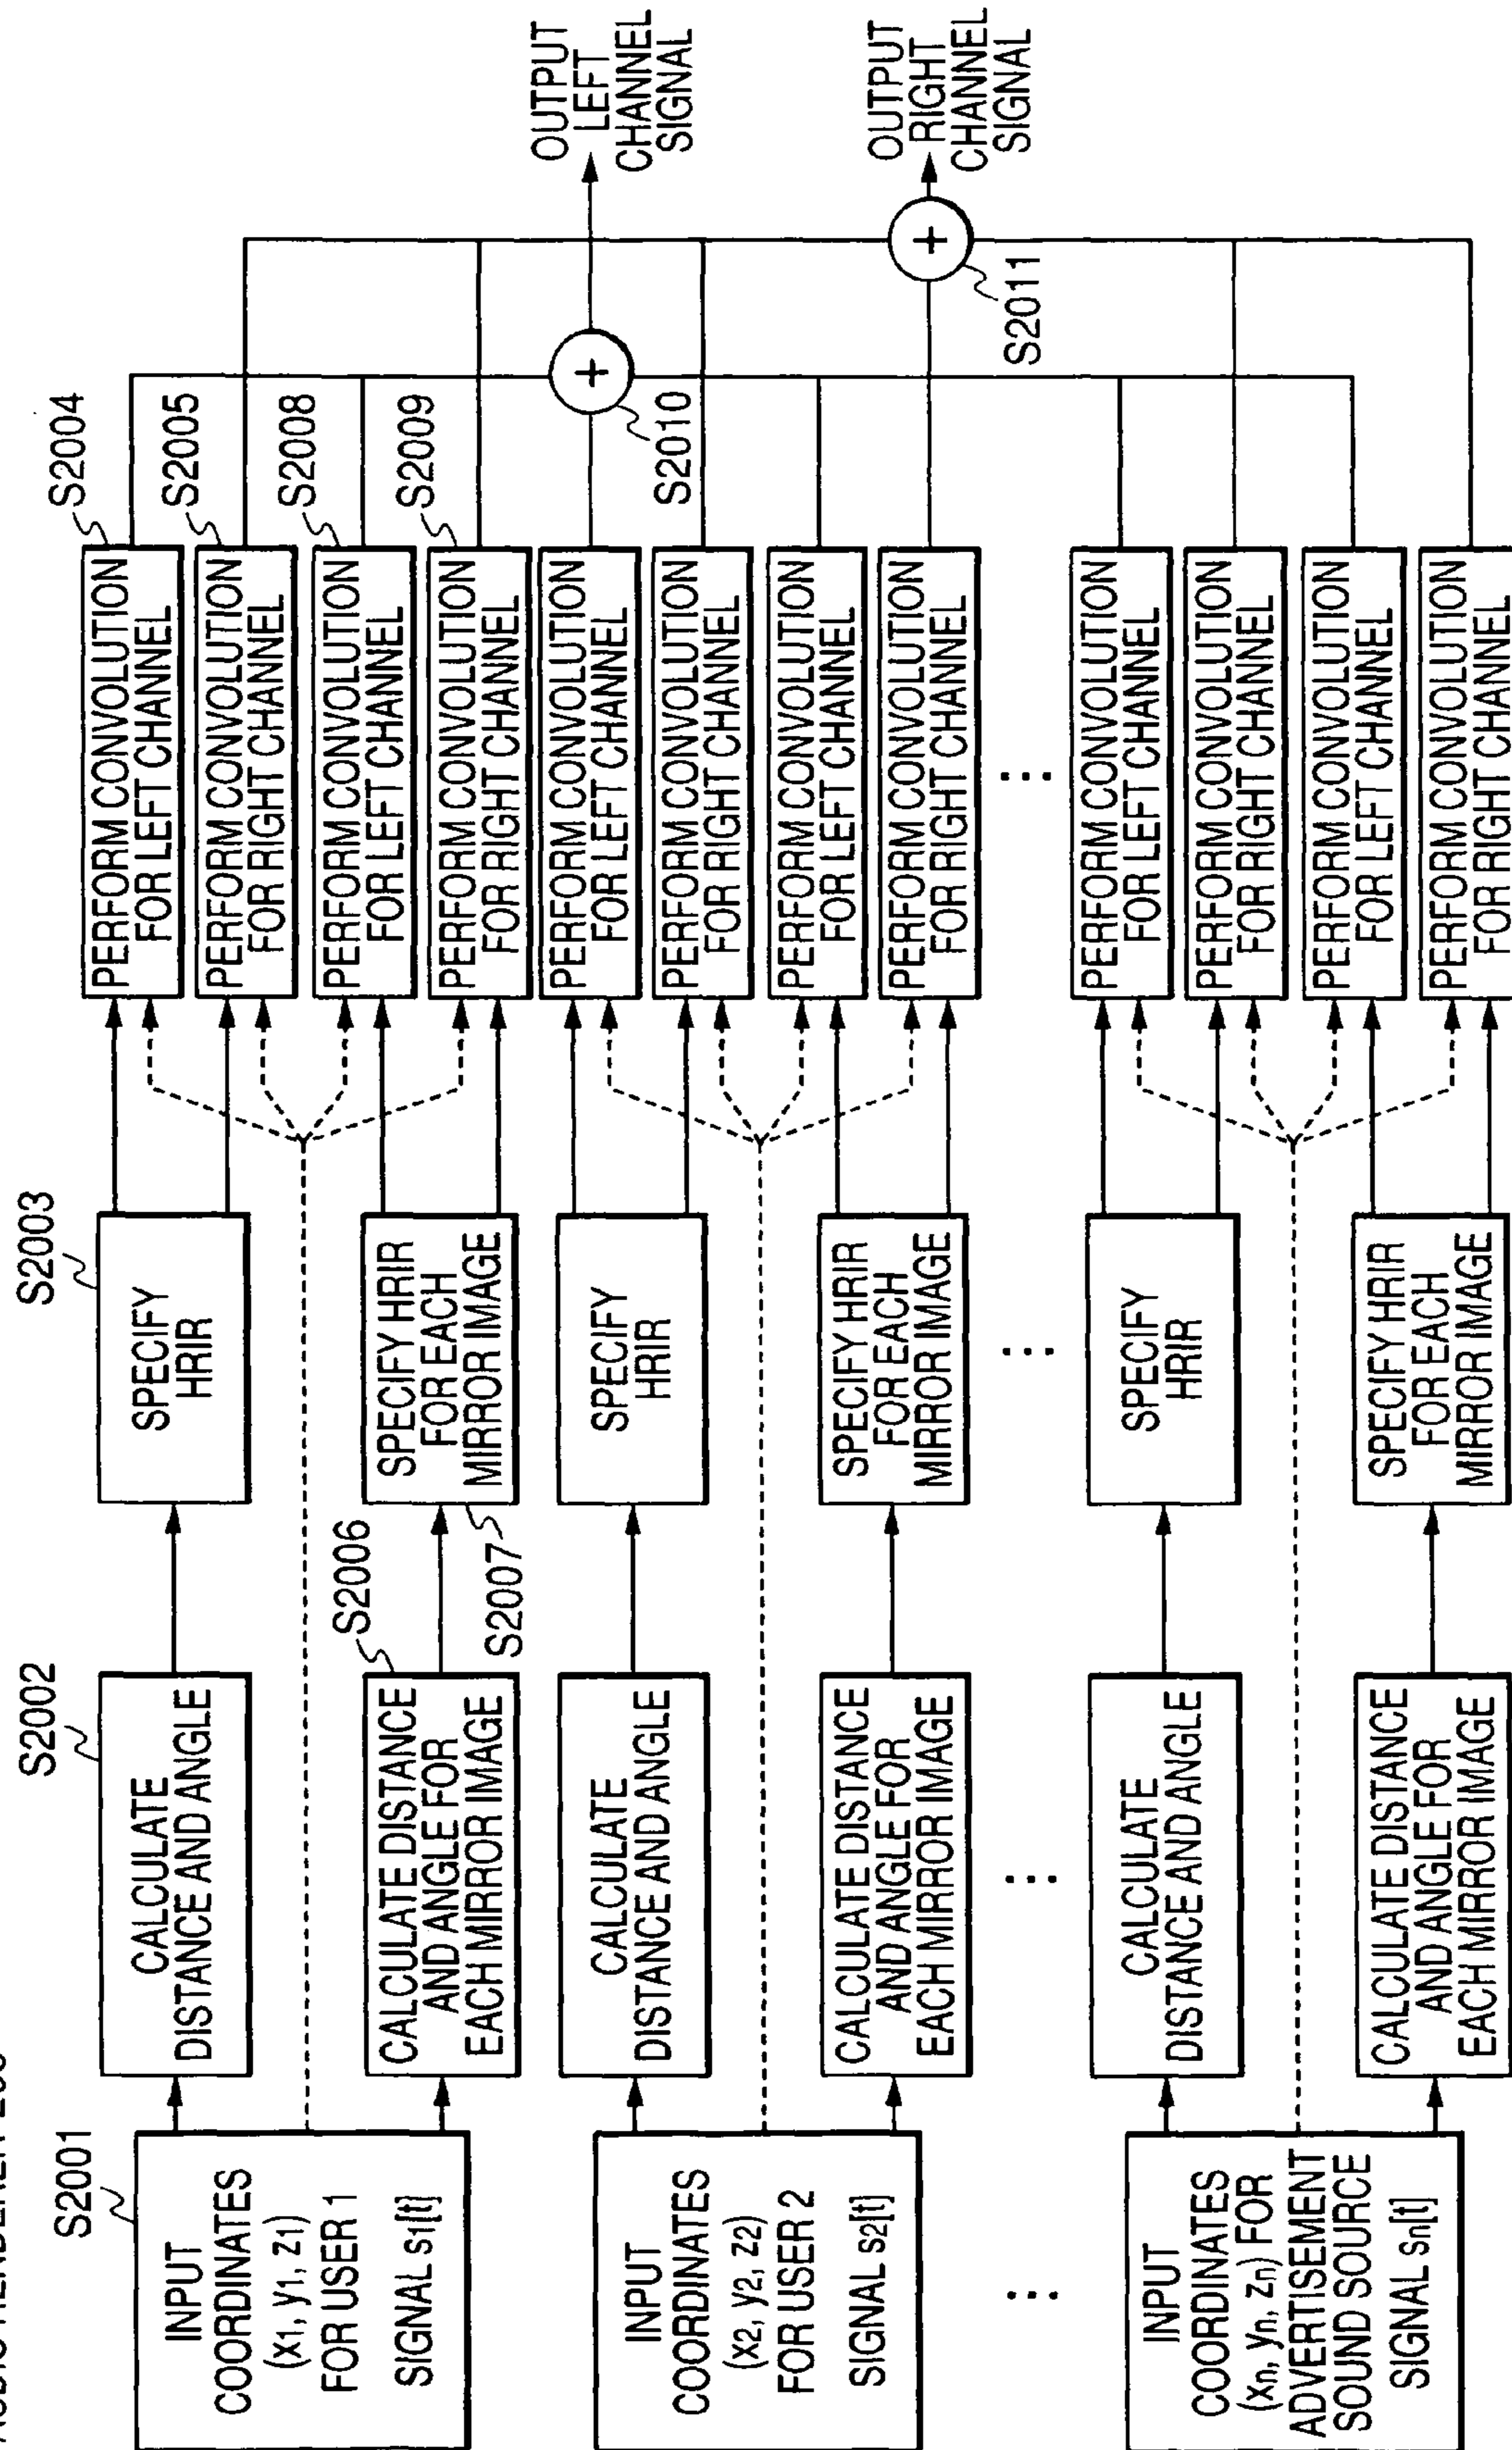 AUDIO RENDERER
S2001
INPUT
COORDINATES
(x1, y1, z1)
FOR USER 1
SIGNAL s1[t]
S2002
CALCULATE
DISTANCE AND ANGLE
S2003
SPECIFY
HRIR
S2004
PERFORM CONVOLUTION
FOR LEFT CHANNEL
S2005
PERFORM CONVOLUTION
FOR RIGHT CHANNEL
S2006
CALCULATE DISTANCE
AND ANGLE FOR
EACH MIRROR IMAGE
SPECIFY HRIR
FOR EACH
MIRROR IMAGE
S2007
S2008
PERFORM CONVOLUTION
FOR LEFT CHANNEL
S2009
PERFORM CONVOLUTION
FOR RIGHT CHANNEL
INPUT
COORDINATES
(x2, y2, z2)
FOR USER 2
SIGNAL s2[t]
CALCULATE
DISTANCE AND ANGLE
SPECIFY
HRIR
PERFORM CONVOLUTION
FOR LEFT CHANNEL
PERFORM CONVOLUTION
FOR RIGHT CHANNEL
CALCULATE DISTANCE
AND ANGLE FOR
EACH MIRROR IMAGE
SPECIFY HRIR
FOR EACH
MIRROR IMAGE
PERFORM CONVOLUTION
FOR LEFT CHANNEL
PERFORM CONVOLUTION
FOR RIGHT CHANNEL
+
S2010
OUTPUT
LEFT
CHANNEL
SIGNAL
+
S2011
OUTPUT
RIGHT
CHANNEL
SIGNAL
...
...
...
...
INPUT
COORDINATES
(xn, yn, zn) FOR
ADVERTISEMENT
SOUND SOURCE
SIGNAL sn[t]
CALCULATE
DISTANCE AND ANGLE
SPECIFY
HRIR
PERFORM CONVOLUTION
FOR LEFT CHANNEL
PERFORM CONVOLUTION
FOR RIGHT CHANNEL
CALCULATE DISTANCE
AND ANGLE FOR
EACH MIRROR IMAGE
SPECIFY HRIR
FOR EACH
MIRROR IMAGE
PERFORM CONVOLUTION
FOR LEFT CHANNEL
PERFORM CONVOLUTION
FOR RIGHT CHANNEL